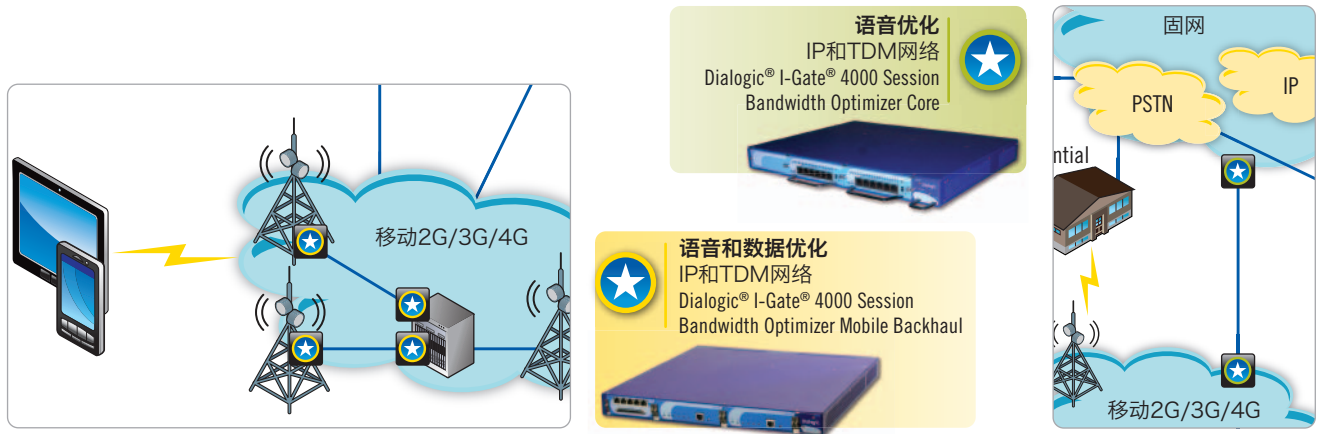 移动2G/3G/4G
语音优化
IP和TDM网络
Dialogic® I-Gate® 4000 Session
Bandwidth Optimizer Core
语音和数据优化
IP和TDM网络
Dialogic® I-Gate® 4000 Session
Bandwidth Optimizer Mobile Backhaul
固网
PSTN
IP
ntial
移动2G/3G/4G